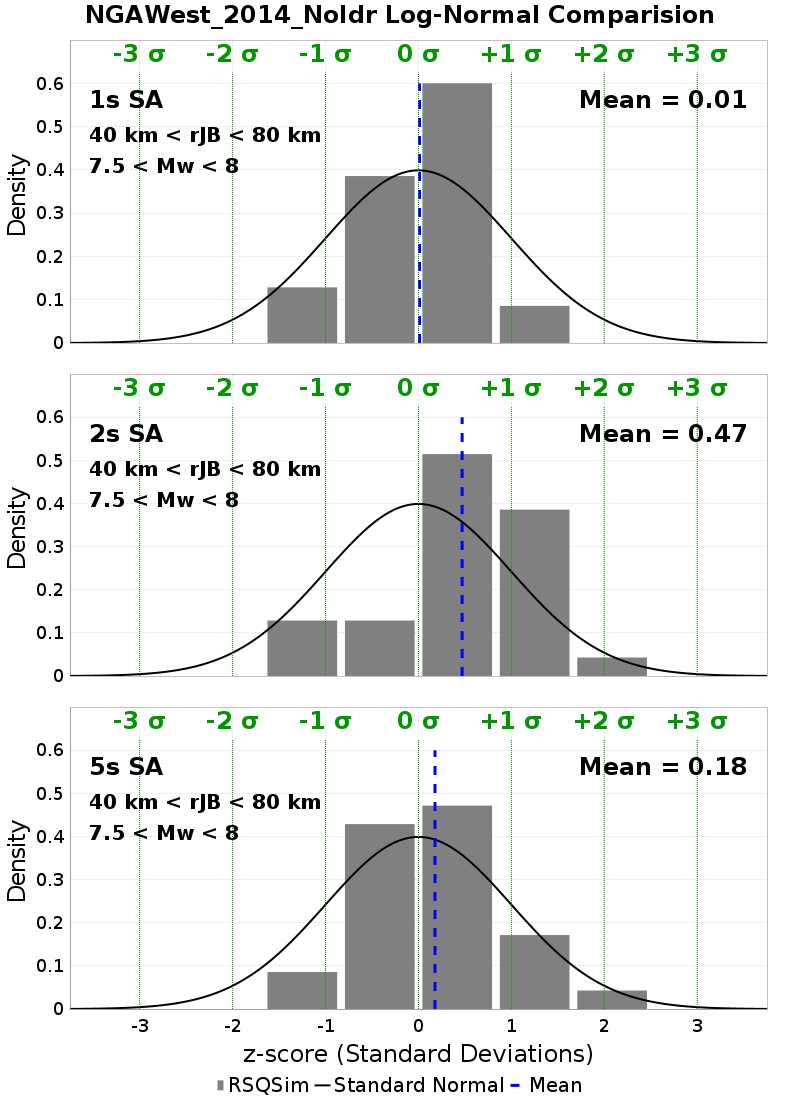 NGAWest_2014_NoIdr Log-Normal Comparision
-3 σ -2 σ -1 σ 0 σ +1 σ +2 σ +3 σ
0.6
1s SA Mean = 0.01
0.5
40 km < rJB < 80 km
7.5 < Mw < 8
0.4
0.3
Density
0.2
0.1
0
-3 σ -2 σ -1 σ 0 σ +1 σ +2 σ +3 σ
0.6
2s SA Mean = 0.47
0.5
40 km < rJB < 80 km
7.5 < Mw < 8
0.4
0.3
Density
0.2
0.1
0
-3 σ -2 σ -1 σ 0 σ +1 σ +2 σ +3 σ
0.6
5s SA Mean = 0.18
0.5
40 km < rJB < 80 km
7.5 < Mw < 8
0.4
0.3
Density
0.2
0.1
0
-3 -2 -1 0 1 2 3
z-score (Standard Deviations)
RSQSim Standard Normal Mean